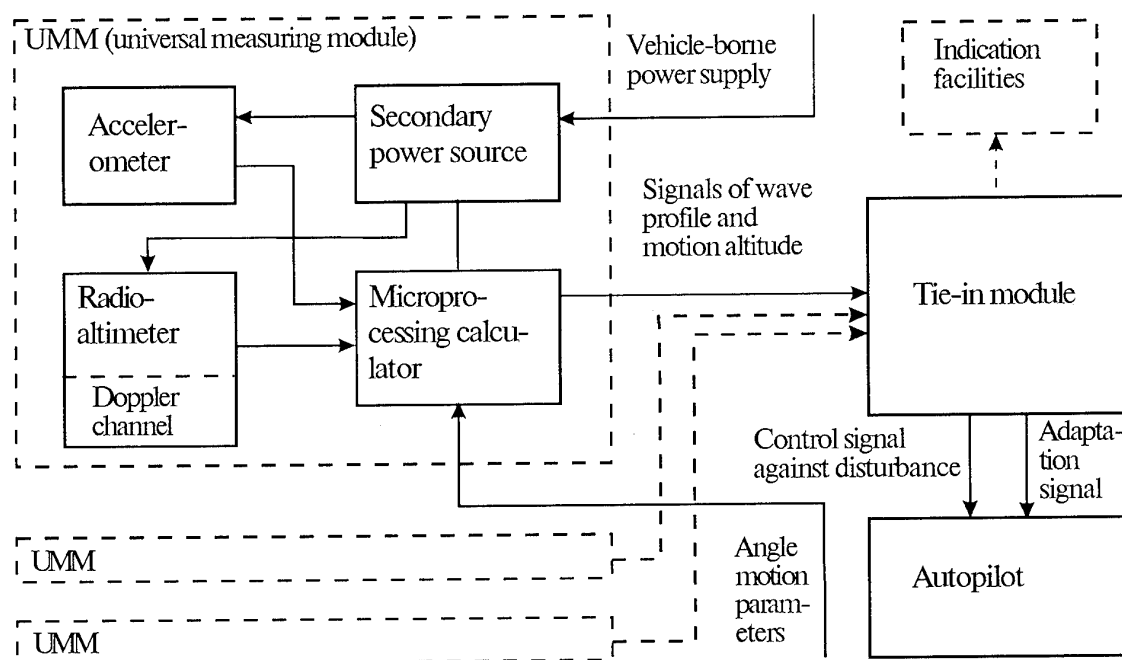 UMM (universal measuring module)
Vehicle-borne
power supply
Indication
facilities
Acceler-
ometer
Secondary
power source
Signals of wave
profile and
motion altitude
Radio-
altimeter
Doppler
channel
Micropro-
cessing calcu-
lator
Tie-in module
Control signal
against disturbance
Adapta-
tion
signal
UMM
UMM
Angle
motion
param-
eters
Autopilot